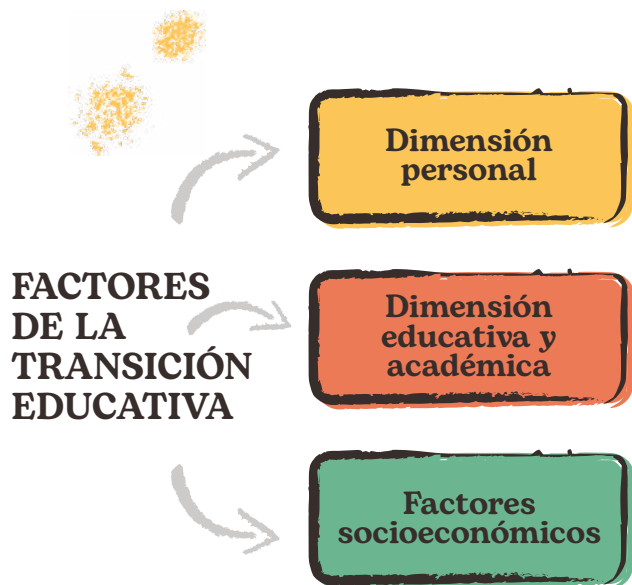 FACTORES
DE LA
TRANSICIÓN
EDUCATIVA
Dimensión
personal
Dimensión
educativa y
académica
Factores
socioeconómicos